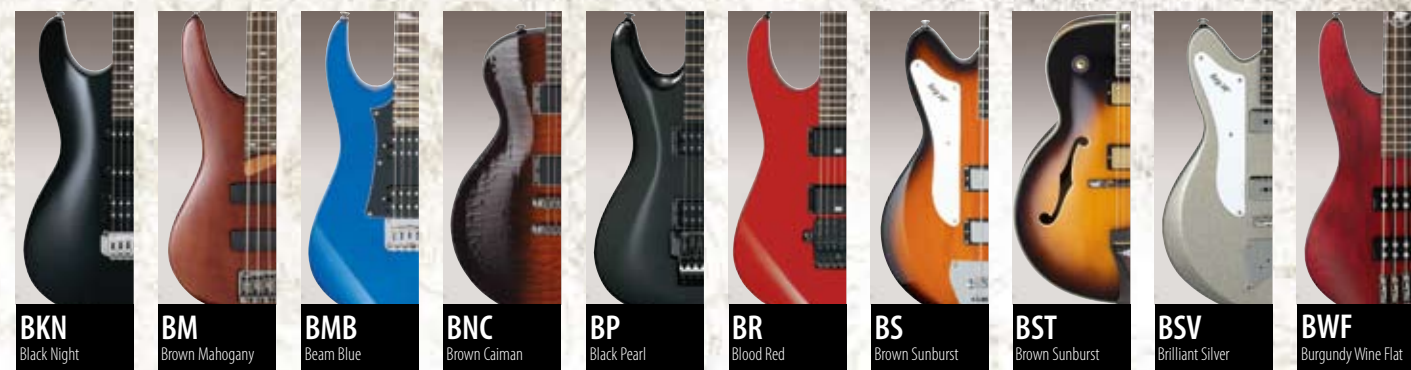 BKN
Black Night
BM
Brown Mahogany
BMB
Beam Blue
BNC
Brown Caiman
BP
Black Pearl
BR
Blood Red
BS
Brown Sunburst
BST
Brown Sunburst
BSV
Brilliant Silver
BWF
Burgundy Wine Flat